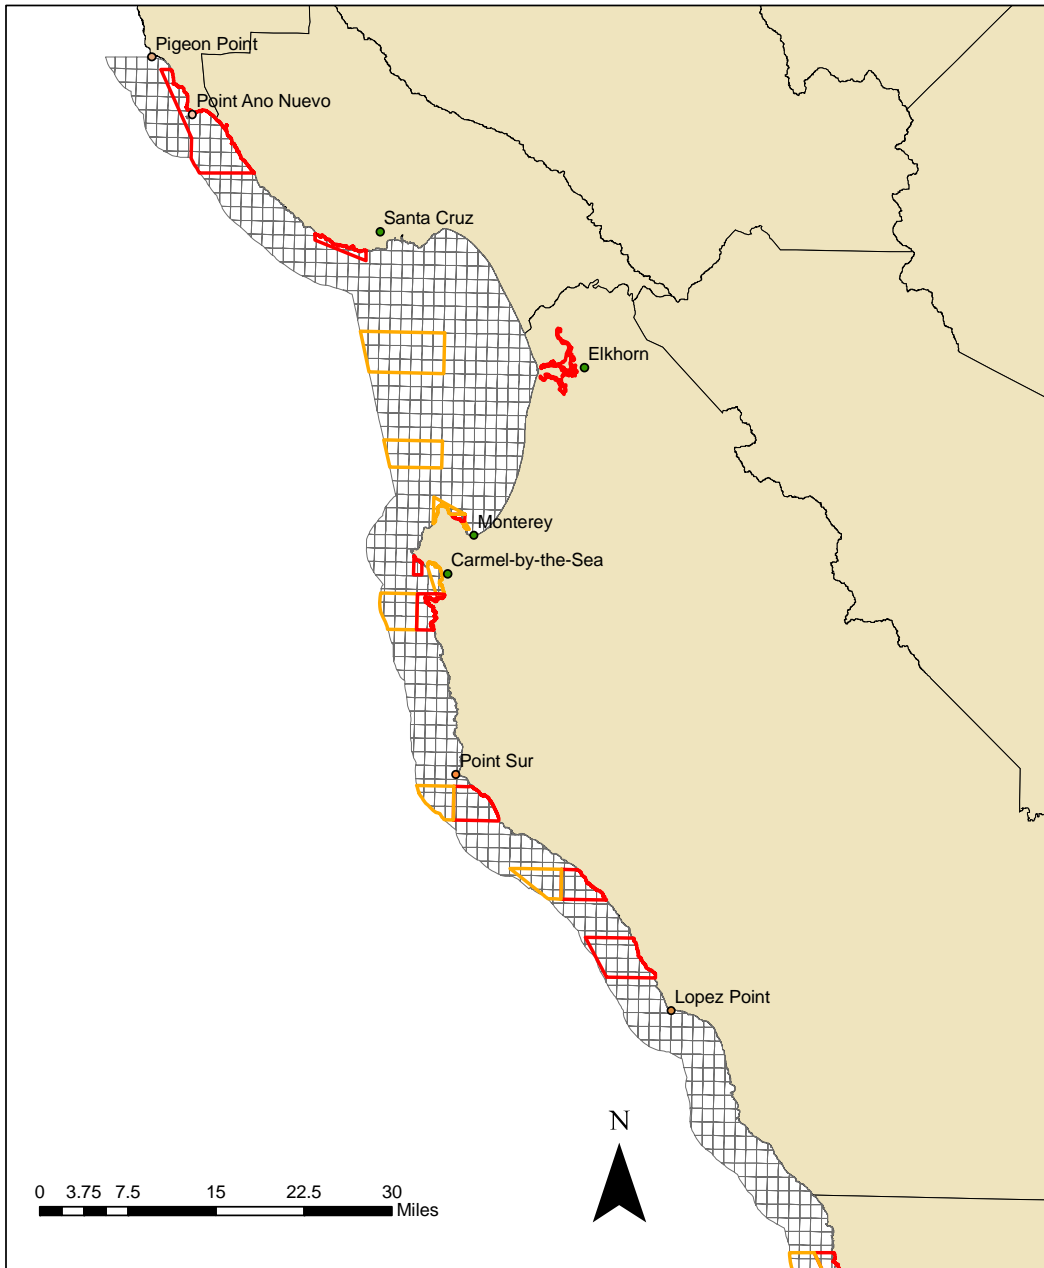 Pigeon Point
Point Ano Nuevo
Santa Cruz
Elkhorn
Monterey
Carmel-by-the-Sea
Point Sur
Lopez Point
N
0 3.75 7.5 15 22.5 30
Miles